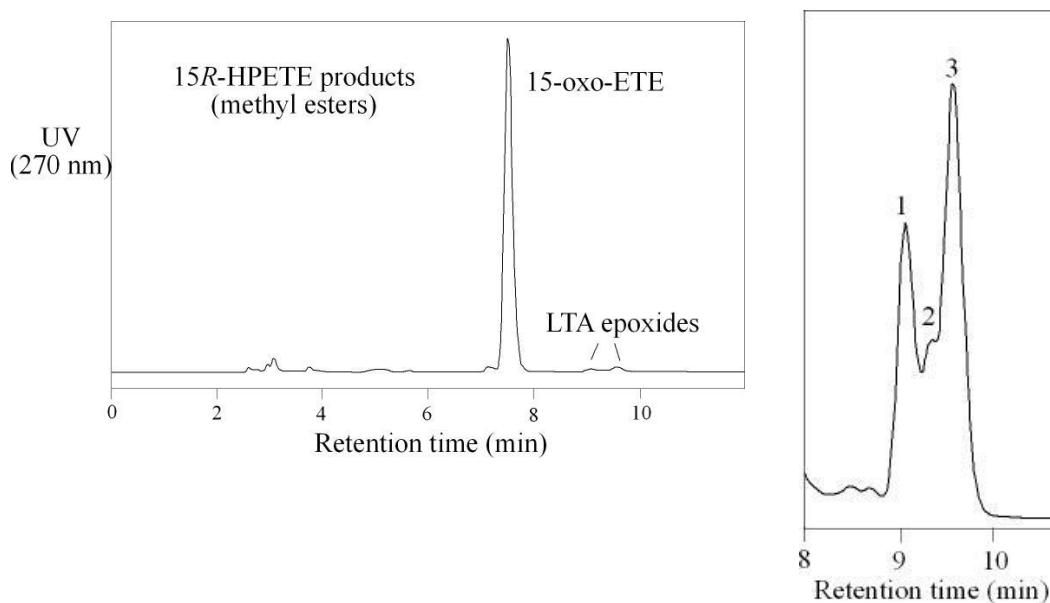 15R-HPETE products
(methyl esters)
15-oxo-ETE
UV
(270 nm)
LTA epoxides
0 2 4 6 8 10
Retention time (min)
3
1
2
8 9 10
Retention time (min)